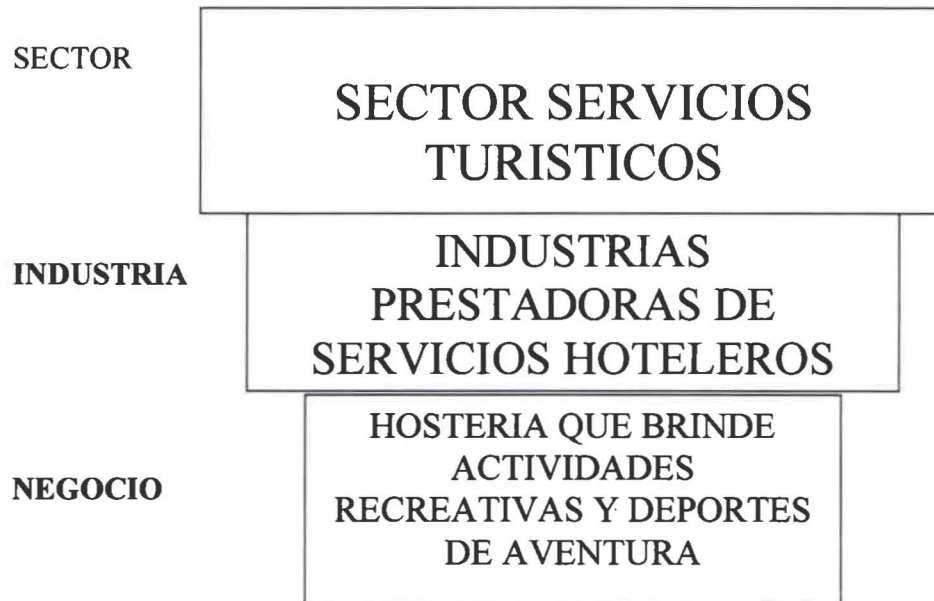 SECTOR
SECTOR SERVICIOS
TURISTICOS
INDUSTRIA
INDUSTRIAS
PRESTADORAS DE
SERVICIOS HOTELEROS
NEGOCIO
HOSTERIA QUE BRINDE
ACTIVIDADES
RECREATIVAS Y DEPORTES
DE AVENTURA